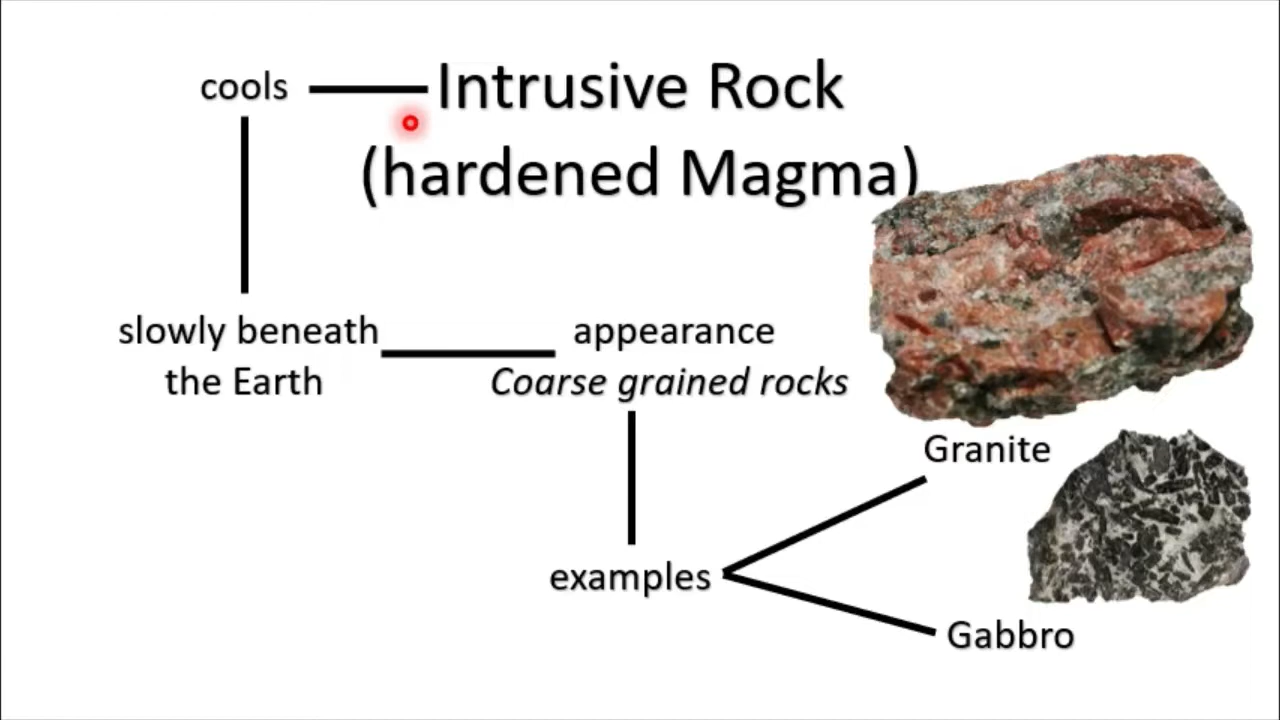 cools
Intrusive Rock
(hardened Magma)
slowly beneath
the Earth
appearance
Coarse grained rocks
Granite
examples
Gabbro